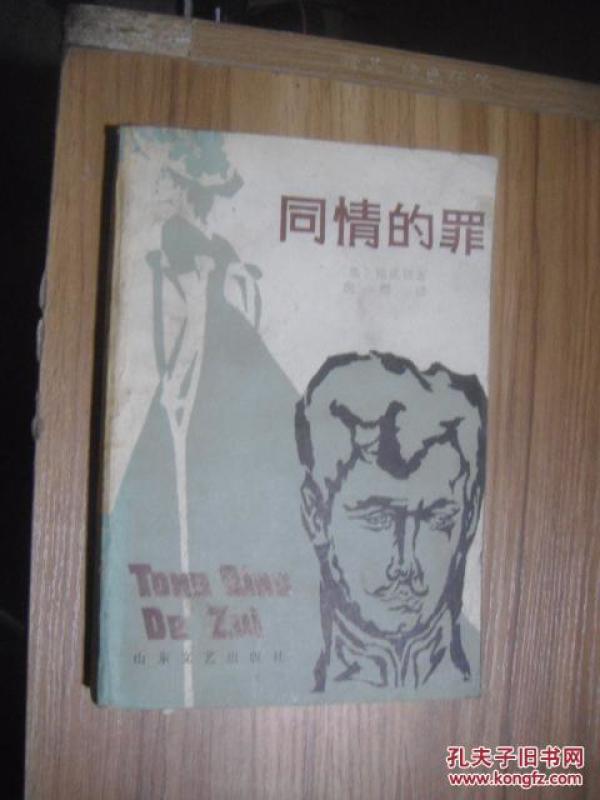 同情的罪
TONG QING
DE ZUI
山东文艺出版社
孔夫子旧书网
www.kongfz.com